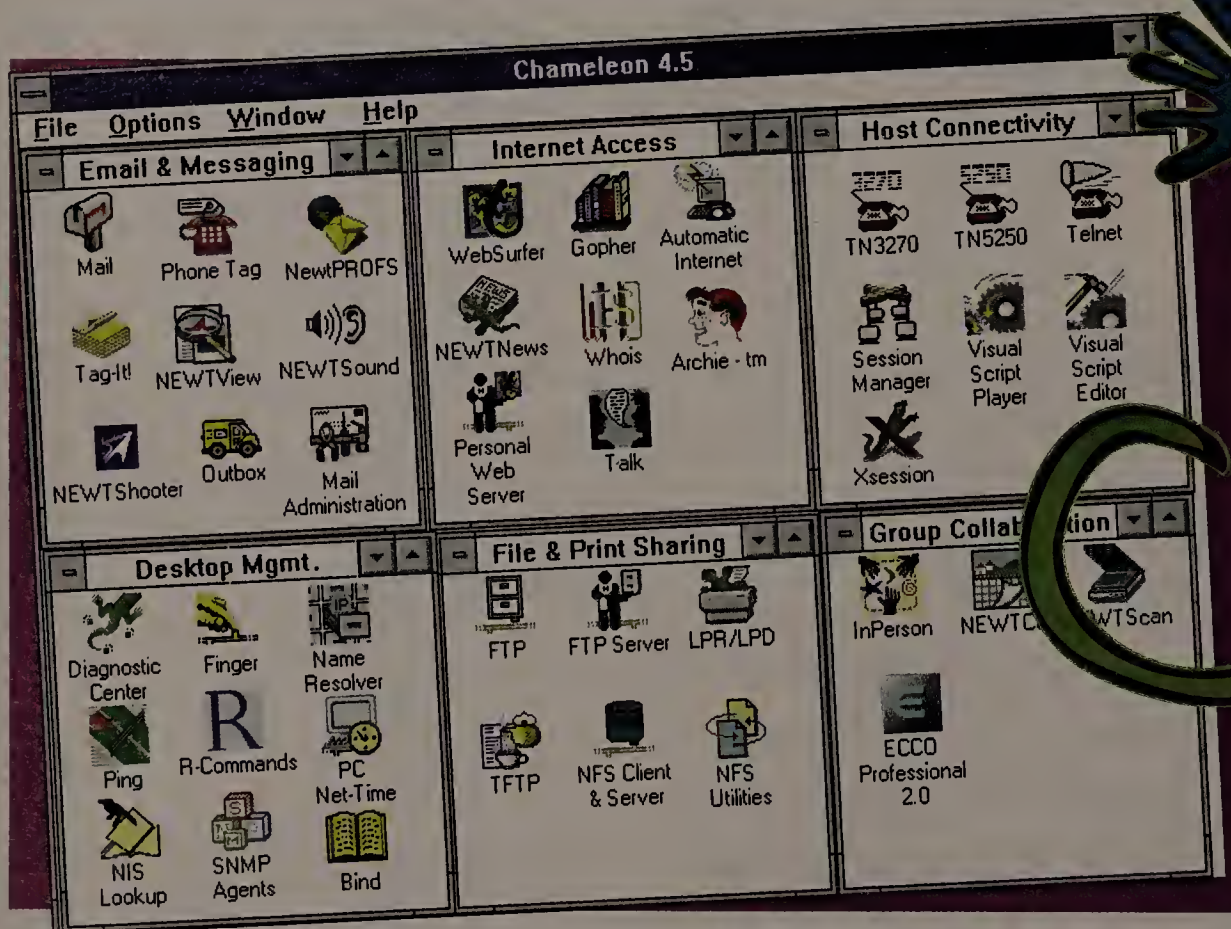 Chameleon 4.5
File Options Window Help
Email & Messaging
Mail
Phone Tag
NewtPROFS
Tag-It!
NEWTView
NEWTSound
NEWTShooter
Outbox
Mail
Administration
Internet Access
WebSurfer
Gopher
Automatic
Internet
NEWTNews
Whois
Archie - tm
Personal
Web
Server
Talk
Host Connectivity
3270
TN3270
5250
TN5250
Telnet
Session
Manager
Visual
Script
Player
Visual
Script
Editor
Xsession
Desktop Mgmt.
Diagnostic
Center
Finger
IP
Name
Resolver
Ping
R
R-Commands
PC
Net-Time
NIS
Lookup
SNMP
Agents
Bind
File & Print Sharing
FTP
FTP Server
LPR/LPD
TFTP
NFS Client
& Server
NFS
Utilities
Group
InPerson
ECCO
Professional
2.0